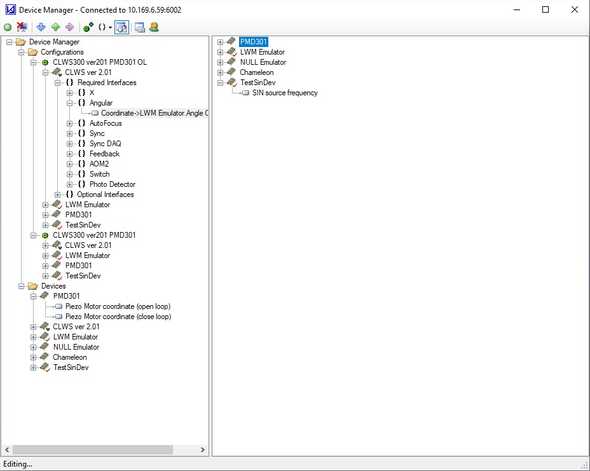 Device Manager - Connected to 10.169.6.59:6002
Device Manager
Configurations
CLWS300 ver201 PMD301 OL
CLWS ver 2.01
Required Interfaces
X
Angular
Coordinate->LWM Emulator.Angle C
AutoFocus
Sync
Sync DAQ
Feedback
AOM2
Switch
Photo Detector
Optional Interfaces
LWM Emulator
PMD301
TestSinDev
CLWS300 ver201 PMD301
CLWS ver 2.01
LWM Emulator
PMD301
TestSinDev
Devices
PMD301
Piezo Motor coordinate (open loop)
Piezo Motor coordinate (close loop)
CLWS ver 2.01
LWM Emulator
NULL Emulator
Chameleon
TestSinDev
PMD301
LWM Emulator
NULL Emulator
Chameleon
TestSinDev
SIN source frequency
Editing...